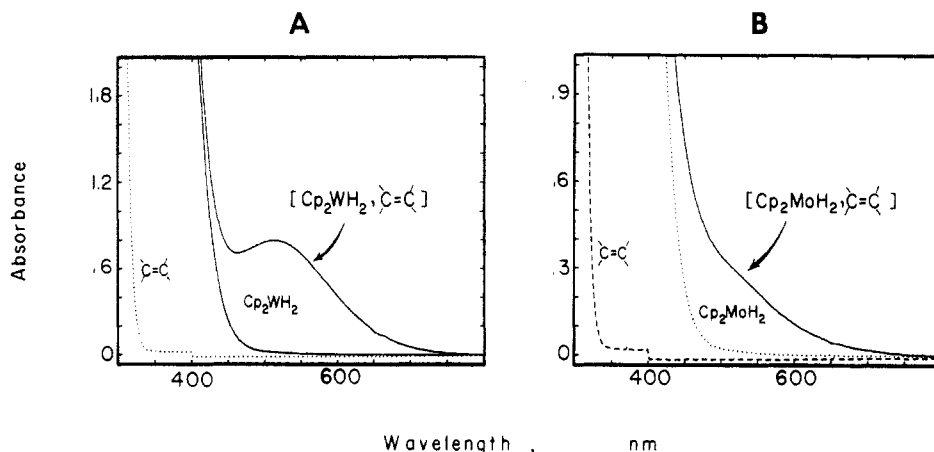 A
B
Absorbance
1.8
1.2
.6
0
C=C
Cp₂WH₂
[Cp₂WH₂, C=C]
400
600
.9
.6
.3
0
C=C
Cp₂MoH₂
[Cp₂MoH₂, C=C]
400
600
Wavelength , nm